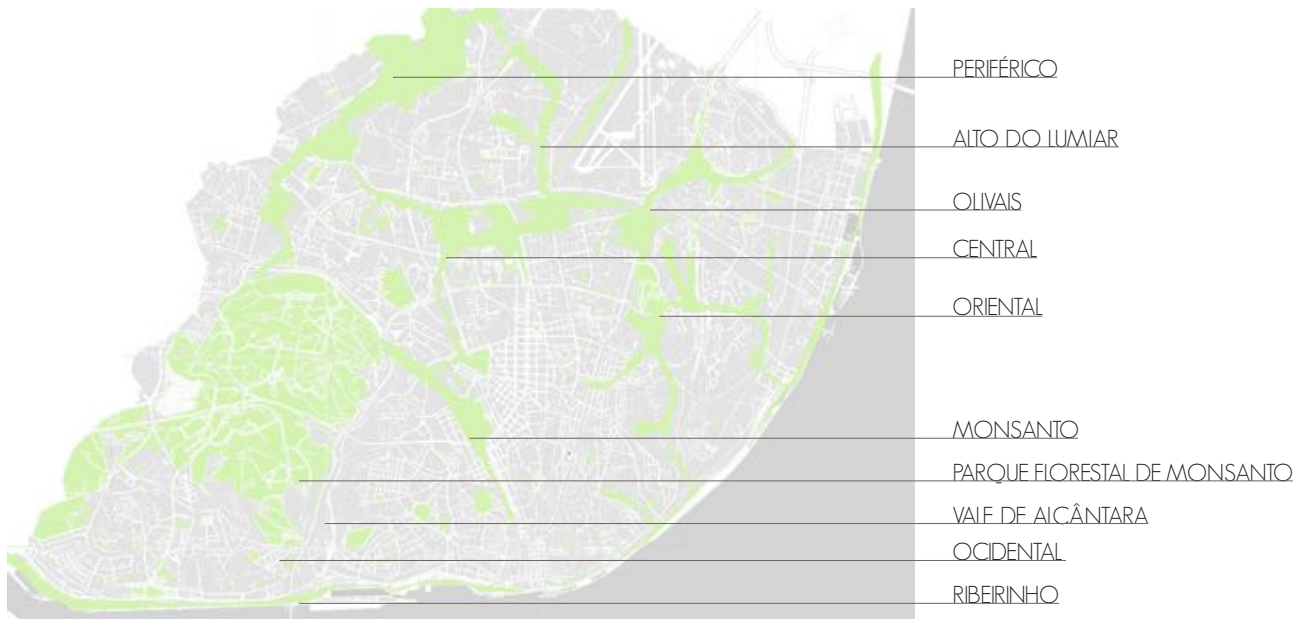 PERIFÉRICO
ALTO DO LUMIAR
OLIVAIS
CENTRAL
ORIENTAL
MONSANTO
PARQUE FLORESTAL DE MONSANTO
VALE DE ALCÂNTARA
OCIDENTAL
RIBEIRINHO